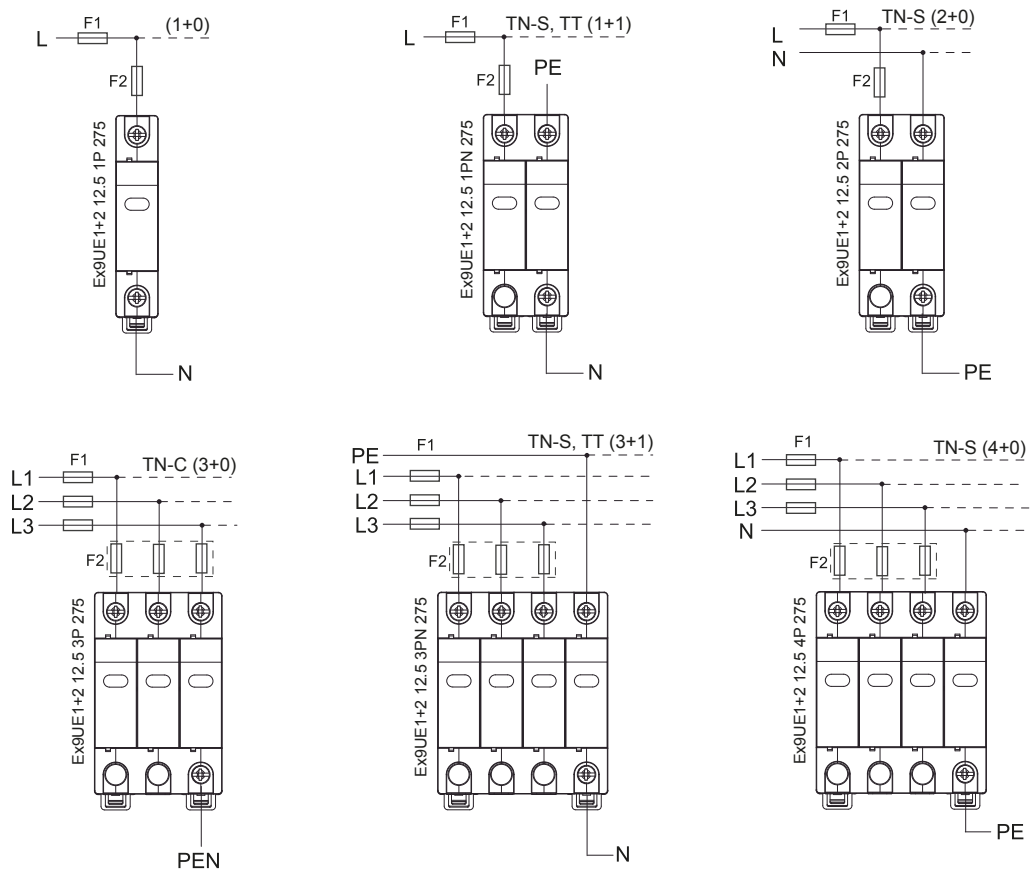 F1
(1+0)
L
F2
Ex9UE1+2 12.5 1P 275
N
F1
TN-S, TT (1+1)
L
F2
PE
Ex9UE1+2 12.5 1PN 275
N
F1
TN-S (2+0)
L
N
F2
Ex9UE1+2 12.5 2P 275
PE
F1
TN-C (3+0)
L1
L2
L3
F2
Ex9UE1+2 12.5 3P 275
PEN
F1
TN-S, TT (3+1)
PE
L1
L2
L3
F2
Ex9UE1+2 12.5 3PN 275
N
F1
TN-S (4+0)
L1
L2
L3
N
F2
Ex9UE1+2 12.5 4P 275
PE